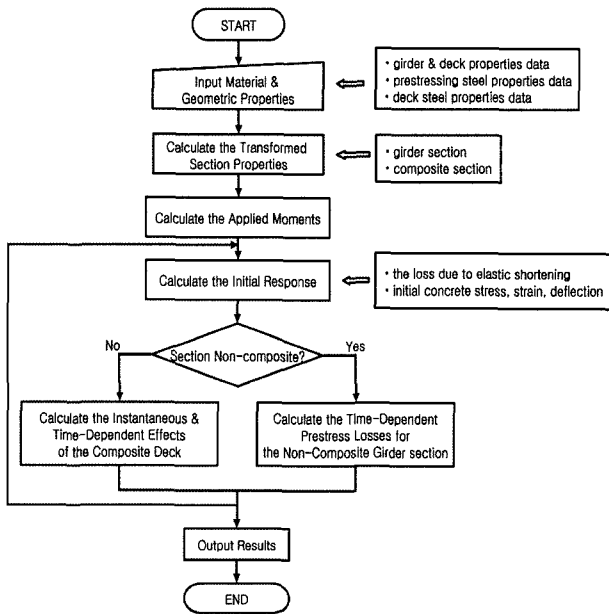 START
Input Material &
Geometric Properties
· girder & deck properties data
· prestressing steel properties data
· deck steel properties data
Calculate the Transformed
Section Properties
· girder section
· composite section
Calculate the Applied Moments
Calculate the Initial Response
· the loss due to elastic shortening
· initial concrete stress, strain, deflection
No
Section Non-composite?
Yes
Calculate the Instantaneous &
Time-Dependent Effects
of the Composite Deck
Calculate the Time-Dependent
Prestress Losses for
the Non-Composite Girder section
Output Results
END